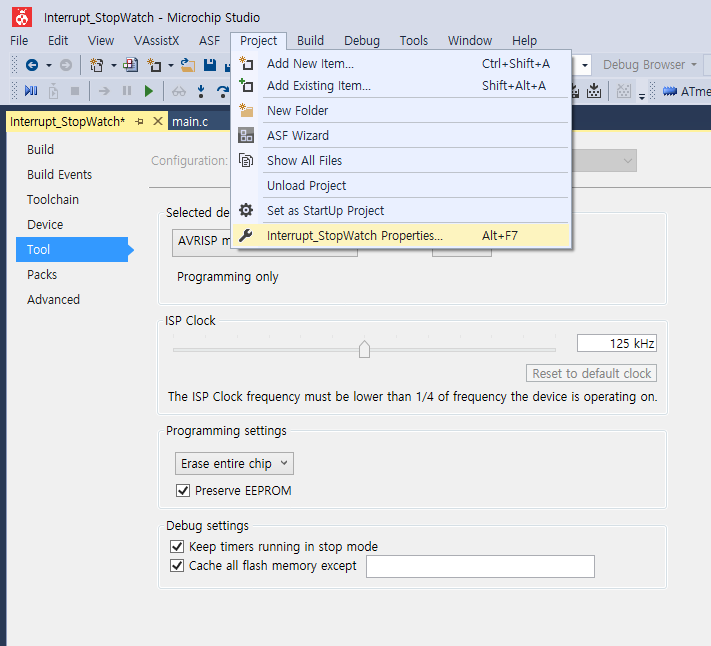 Interrupt_StopWatch - Microchip Studio
File Edit View VAssistX ASF Project Build Debug Tools Window Help
Add New Item... Ctrl+Shift+A
Debug Browser
Add Existing Item... Shift+Alt+A
ATme
New Folder
Interrupt_StopWatch* main.c
ASF Wizard
Build
Configuration:
Show All Files
Build Events
Unload Project
Toolchain
Set as StartUp Project
Selected de
Device
Interrupt_StopWatch Properties... Alt+F7
AVRISP m
Tool
Packs
Programming only
Advanced
ISP Clock
125 kHz
Reset to default clock
The ISP Clock frequency must be lower than 1/4 of frequency the device is operating on.
Programming settings
Erase entire chip
Preserve EEPROM
Debug settings
Keep timers running in stop mode
Cache all flash memory except